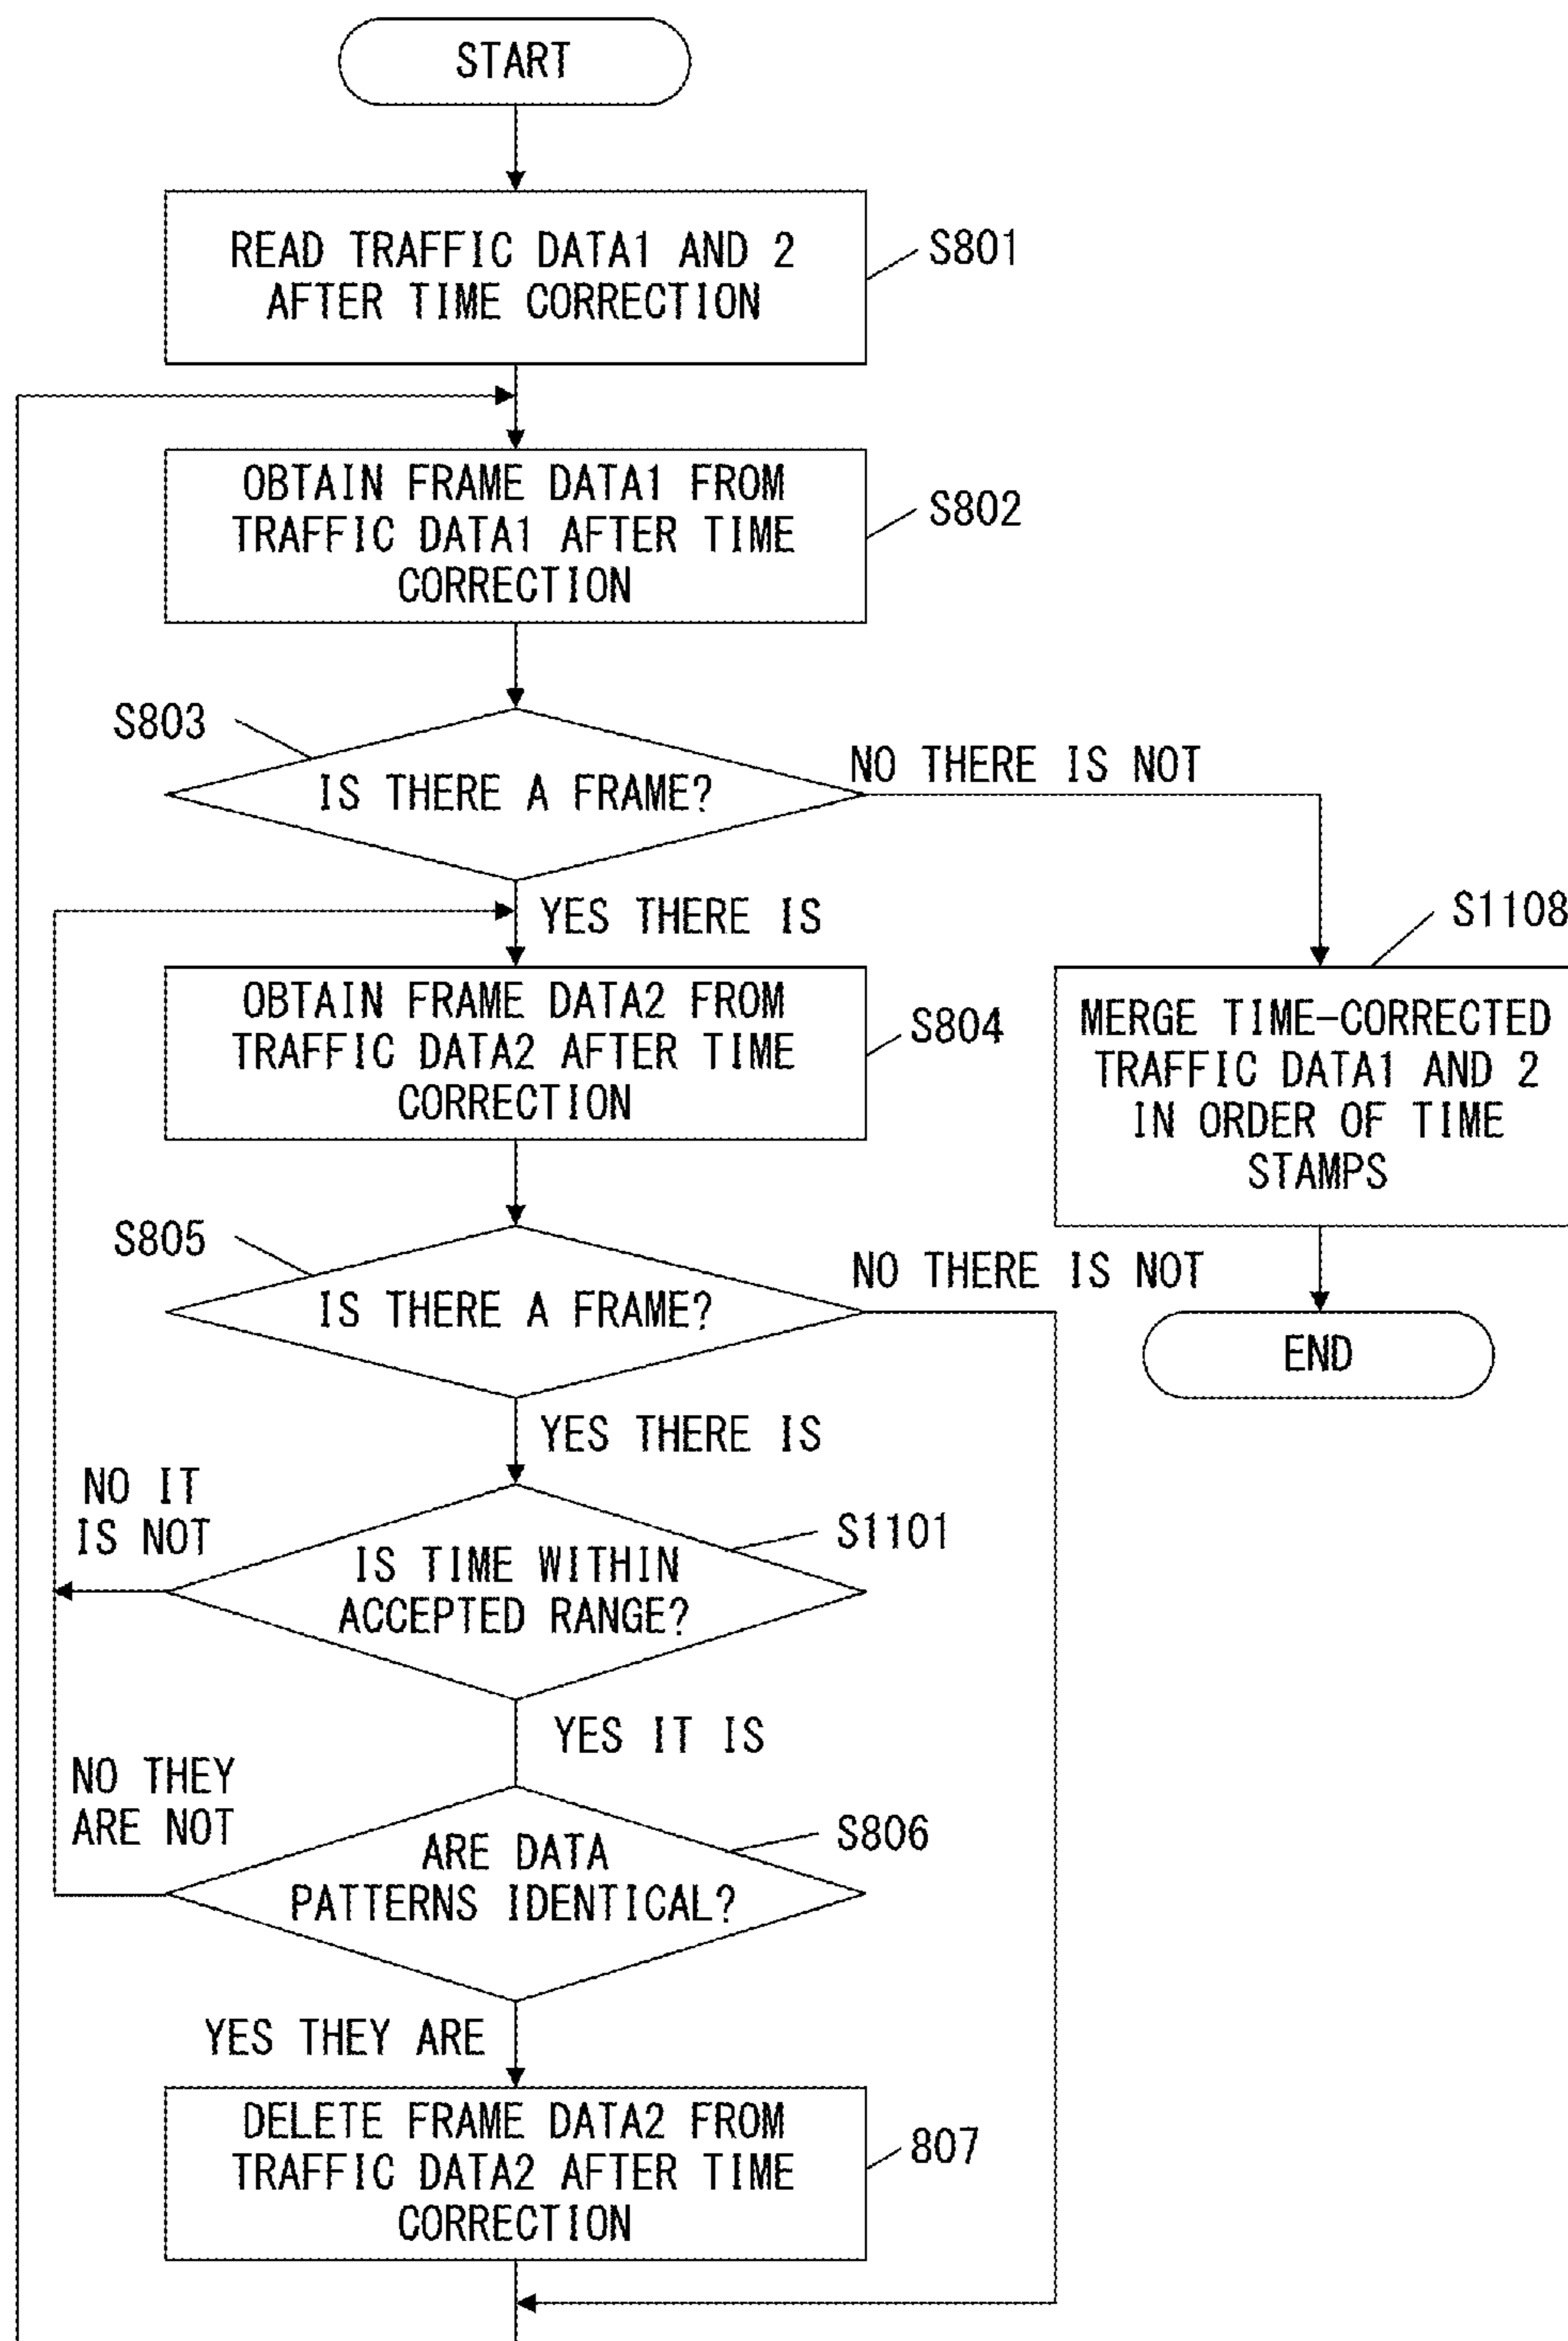 START
READ TRAFFIC DATA1 AND 2
AFTER TIME CORRECTION
S801
OBTAIN FRAME DATA1 FROM
TRAFFIC DATA1 AFTER TIME
CORRECTION
S802
S803
IS THERE A FRAME?
NO THERE IS NOT
YES THERE IS
S1108
OBTAIN FRAME DATA2 FROM
TRAFFIC DATA2 AFTER TIME
CORRECTION
S804
MERGE TIME-CORRECTED
TRAFFIC DATA1 AND 2
IN ORDER OF TIME
STAMPS
S805
IS THERE A FRAME?
NO THERE IS NOT
END
YES THERE IS
NO IT
IS NOT
S1101
IS TIME WITHIN
ACCEPTED RANGE?
YES IT IS
NO THEY
ARE NOT
S806
ARE DATA
PATTERNS IDENTICAL?
YES THEY ARE
DELETE FRAME DATA2 FROM
TRAFFIC DATA2 AFTER TIME
CORRECTION
807